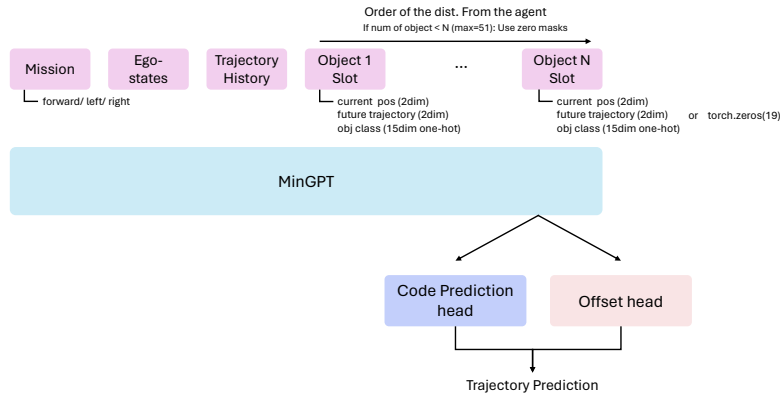 Order of the dist. From the agent
If num of object < N (max=51): Use zero masks
Mission
Ego-
states
Trajectory
History
Object 1
Slot
...
Object N
Slot
forward/ left/ right
current pos (2dim)
future trajectory (2dim)
obj class (15dim one-hot)
current pos (2dim)
future trajectory (2dim)
obj class (15dim one-hot)
or torch.zeros(19)
MinGPT
Code Prediction
head
Offset head
Trajectory Prediction